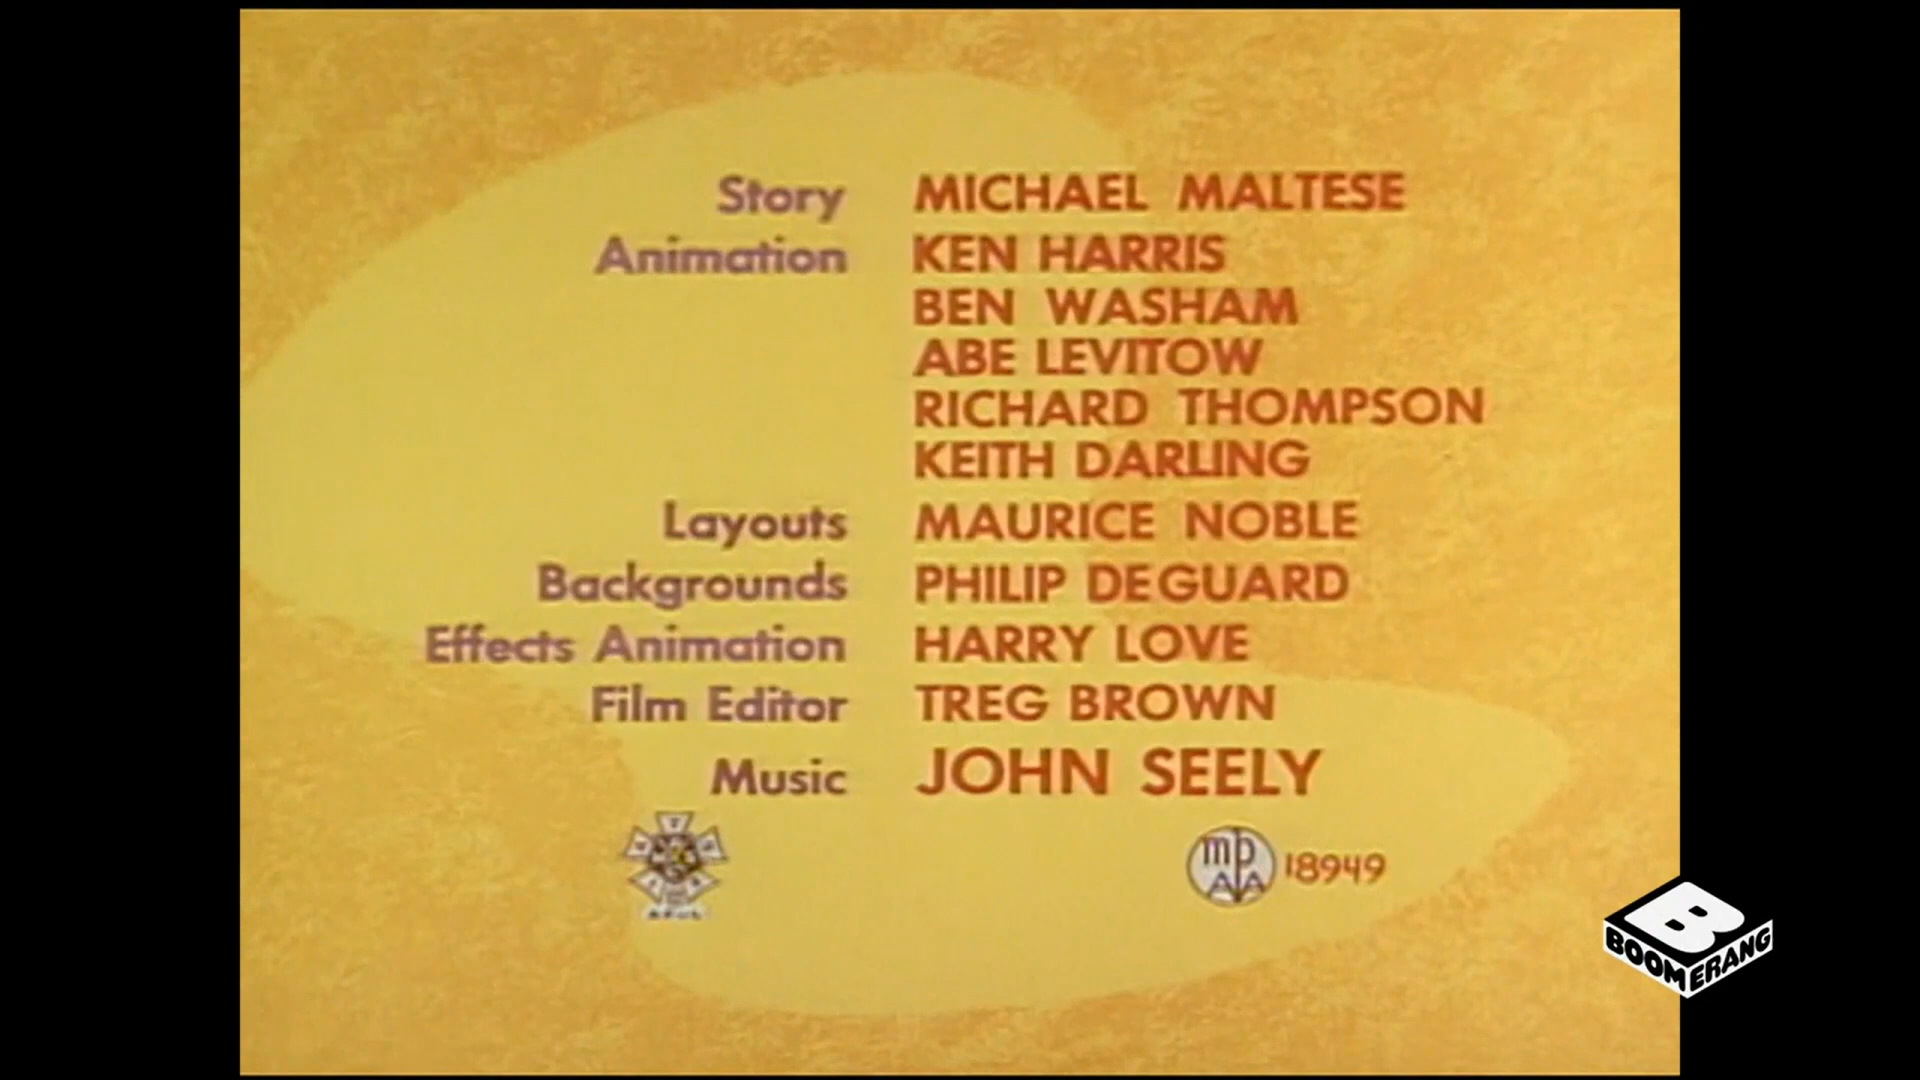 Story MICHAEL MALTESE
Animation KEN HARRIS
BEN WASHAM
ABE LEVITOW
RICHARD THOMPSON
KEITH DARLING
Layouts MAURICE NOBLE
Backgrounds PHILIP DEGUARD
Effects Animation HARRY LOVE
Film Editor TREG BROWN
Music JOHN SEELY
MPAA 18949
B
BOOMERANG